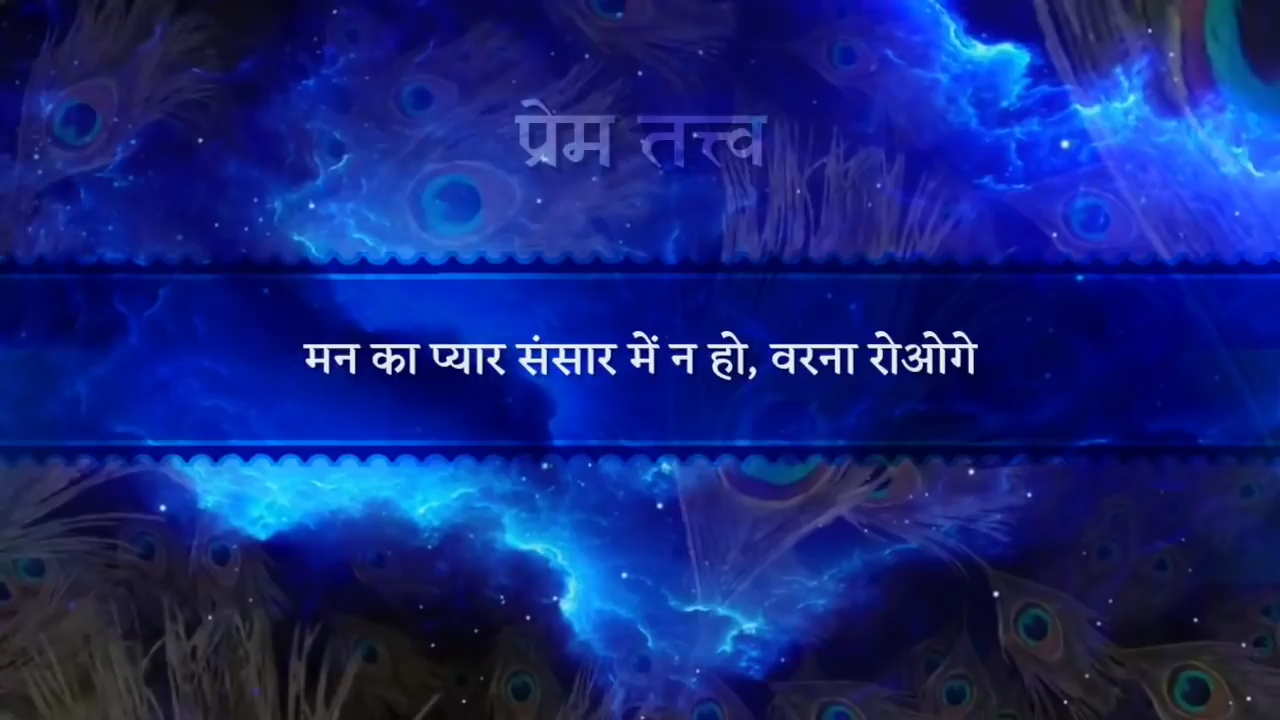 प्रेम तत्त्व
मन का प्यार संसार में न हो, वरना रोओगे